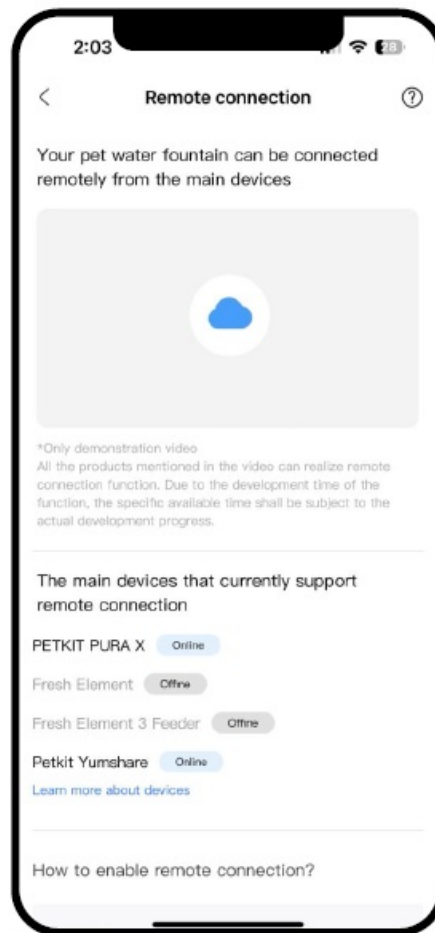 2:03
28
Remote connection
?
Your pet water fountain can be connected
remotely from the main devices
*Only demonstration video
All the products mentioned in the video can realize remote
connection function. Due to the development time of the
function, the specific available time shall be subject to the
actual development progress.
The main devices that currently support
remote connection
PETKIT PURA X Online
Fresh Element Offine
Fresh Element 3 Feeder Offine
Petkit Yumshare Online
Learn more about devices
How to enable remote connection?